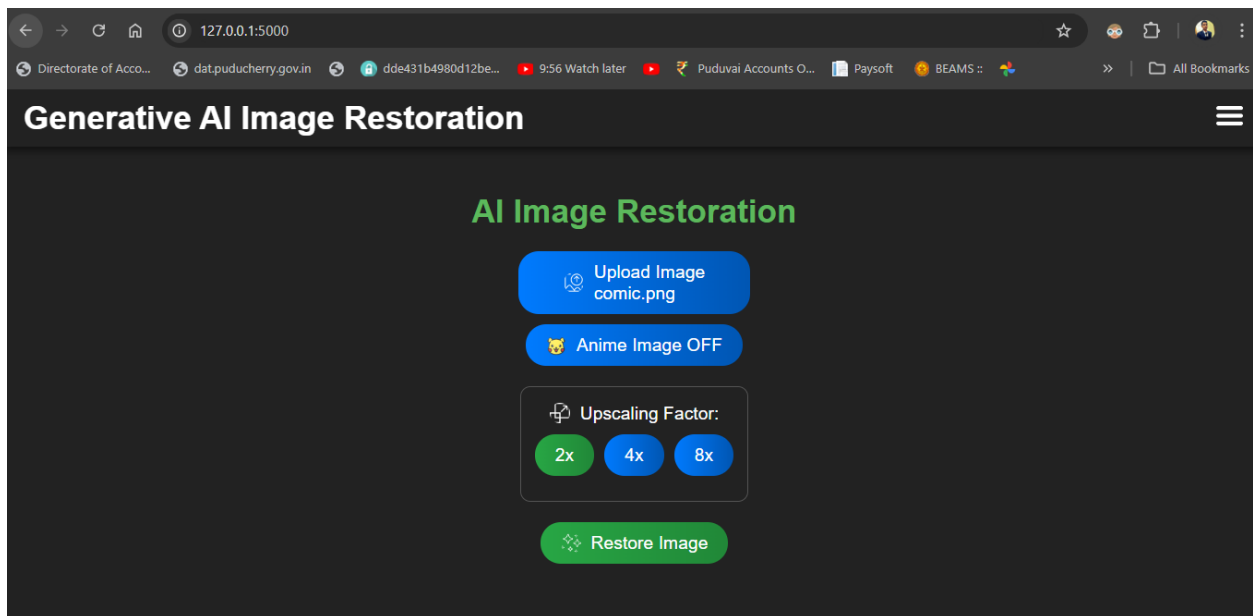 127.0.0.1:5000
Directorate of Acco... dat.puducherry.gov.in dde431b4980d12be... 9:56 Watch later Puduvai Accounts O... Paysoft BEAMS :: » All Bookmarks
Generative AI Image Restoration
AI Image Restoration
Upload Image
comic.png
Anime Image OFF
Upscaling Factor:
2x 4x 8x
Restore Image